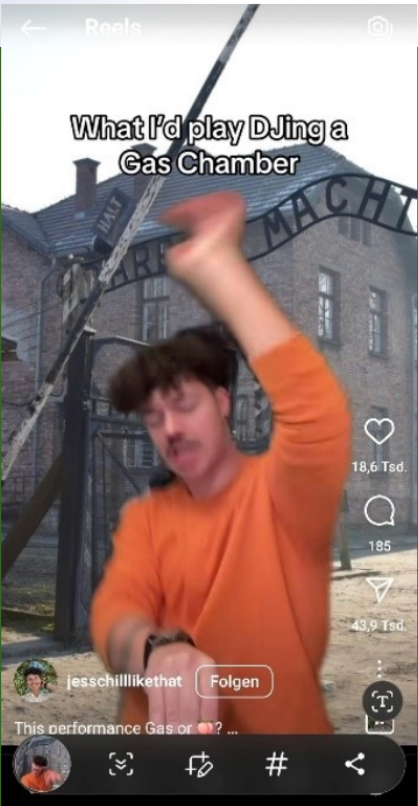 Reels
What I'd play DJing a
Gas Chamber
HALT
MACHT
18,6 Tsd.
185
43,9 Tsd.
jesschilllikethat
Folgen
This performance Gas or 🍑? ...
T
#